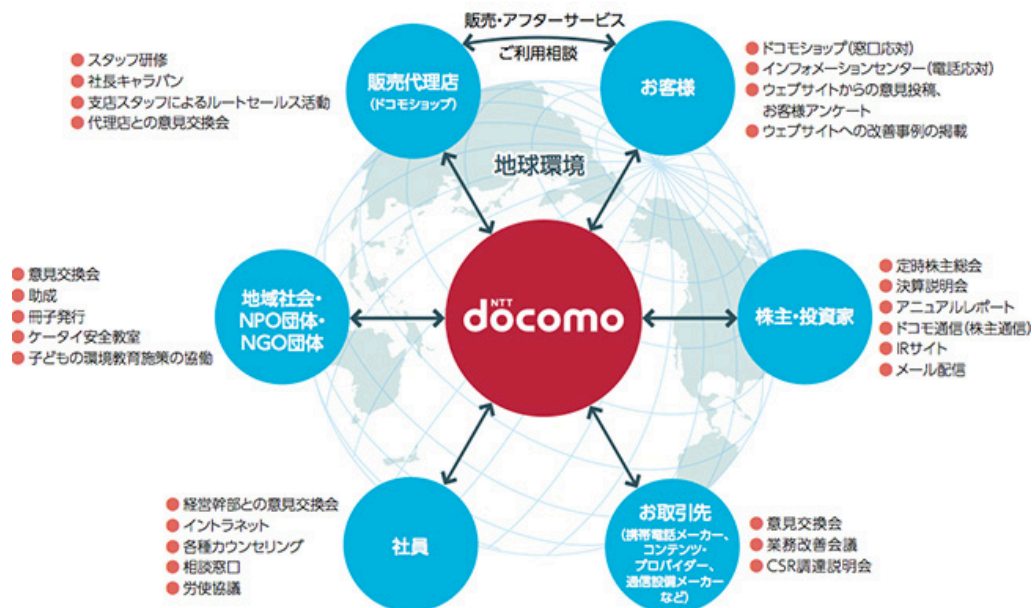 販売・アフターサービス
ご利用相談
● スタッフ研修
● 社長キャラバン
● 支店スタッフによるルートセールス活動
● 代理店との意見交換会
販売代理店
(ドコモショップ)
お客様
● ドコモショップ(窓口応対)
● インフォメーションセンター(電話応対)
● ウェブサイトからの意見投稿、
お客様アンケート
● ウェブサイトへの改善事例の掲載
地球環境
● 意見交換会
● 助成
● 冊子発行
● ケータイ安全教室
● 子どもの環境教育施策の協働
地域社会・
NPO団体・
NGO団体
NTT
docomo
株主・投資家
● 定時株主総会
● 決算説明会
● アニュアルレポート
● ドコモ通信(株主通信)
● IRサイト
● メール配信
● 経営幹部との意見交換会
● イントラネット
● 各種カウンセリング
● 相談窓口
● 労使協議
社員
お取引先
(携帯電話メーカー、
コンテンツ・
プロバイダー、
通信設備メーカー
など)
● 意見交換会
● 業務改善会議
● CSR調達説明会